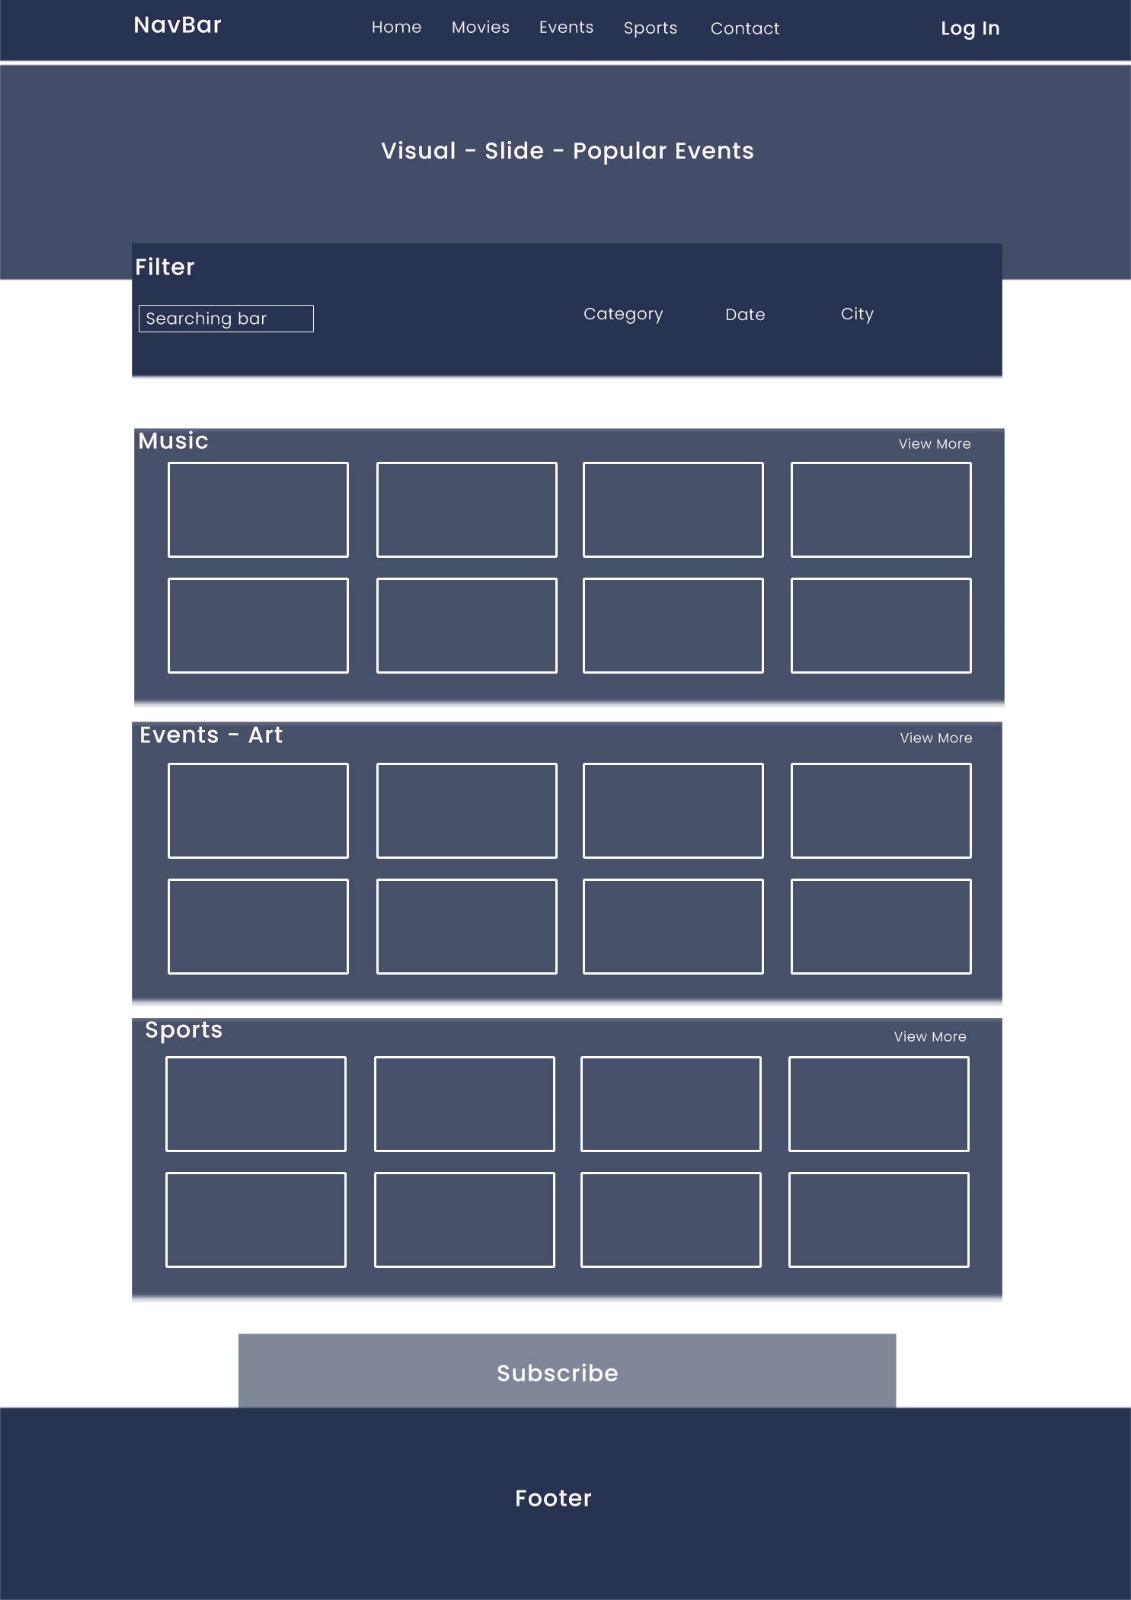 NavBar Home Movies Events Sports Contact Log In
Visual - Slide - Popular Events
Filter
Searching bar Category Date City
Music View More
Events - Art View More
Sports View More
Subscribe
Footer